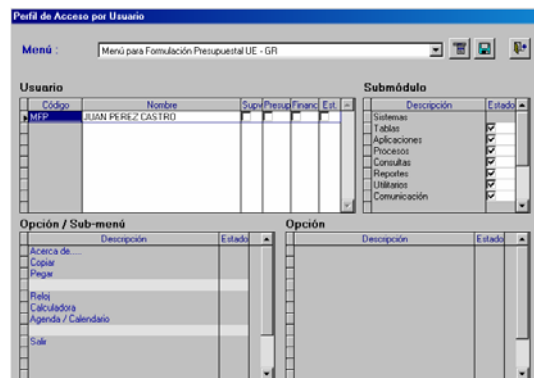 Perfil de Acceso por Usuario
Menú : Menú para Formulación Presupuestal UE - GR
Usuario
Código Nombre Supv Presup Financ Est.
MFP JUAN PEREZ CASTRO
Submódulo
Descripción Estado
Sistemas
Tablas
Aplicaciones
Procesos
Consultas
Reportes
Utilitarios
Comunicación
Opción / Sub-menú
Descripción Estado
Acerca de.....
Copiar
Pegar
Reloj
Calculadora
Agenda / Calendario
Salir
Opción
Descripción Estado